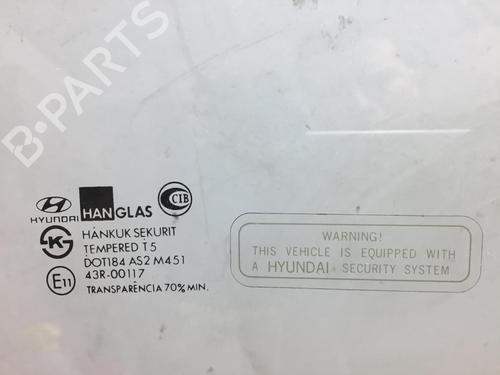 B-PARTS
HYUNDAI HANGLAS CIB
HANKUK SEKURIT
TEMPERED T5
DOT184 AS2 M451
E11 43R-00117
TRANSPARÊNCIA 70% MIN.
WARNING!
THIS VEHICLE IS EQUIPPED WITH
A HYUNDAI SECURITY SYSTEM